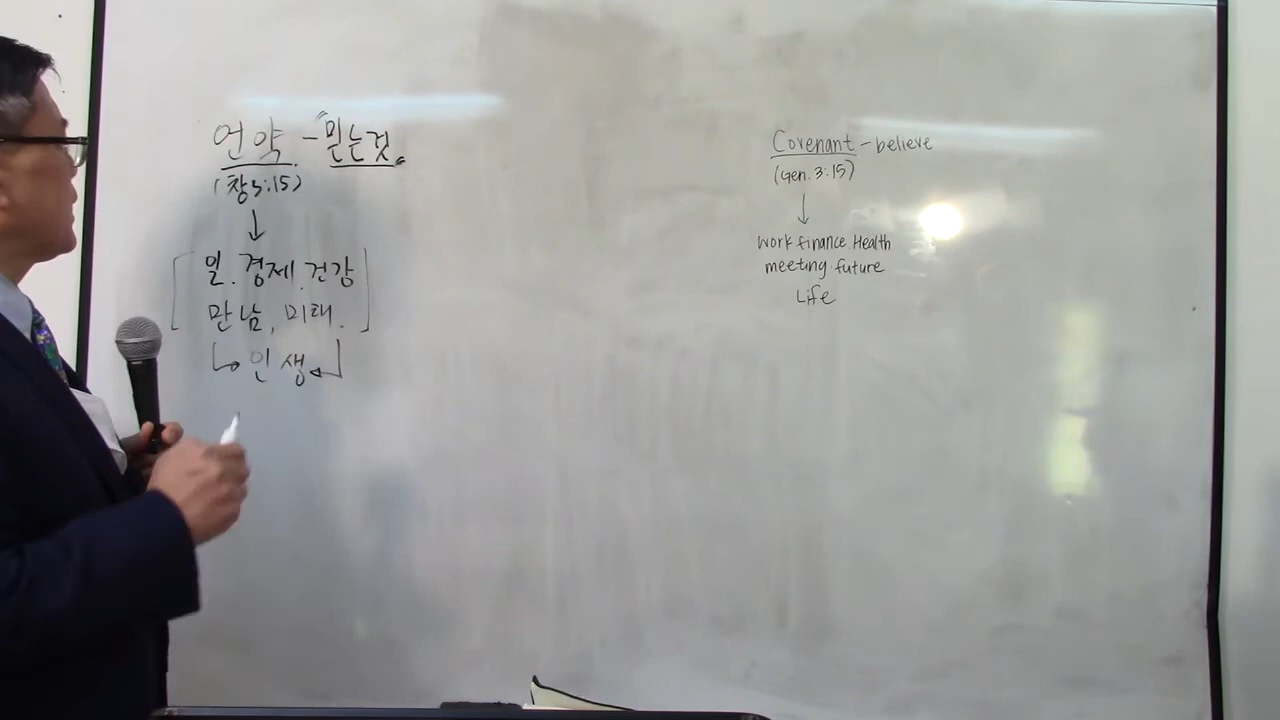 언약 - "믿는것"
(창3:15)
↓
[일. 경제. 건강
만남, 미래.]
↳ 인생 ↲
Covenant - believe
(Gen. 3:15)
↓
work finance. Health
meeting. future
Life